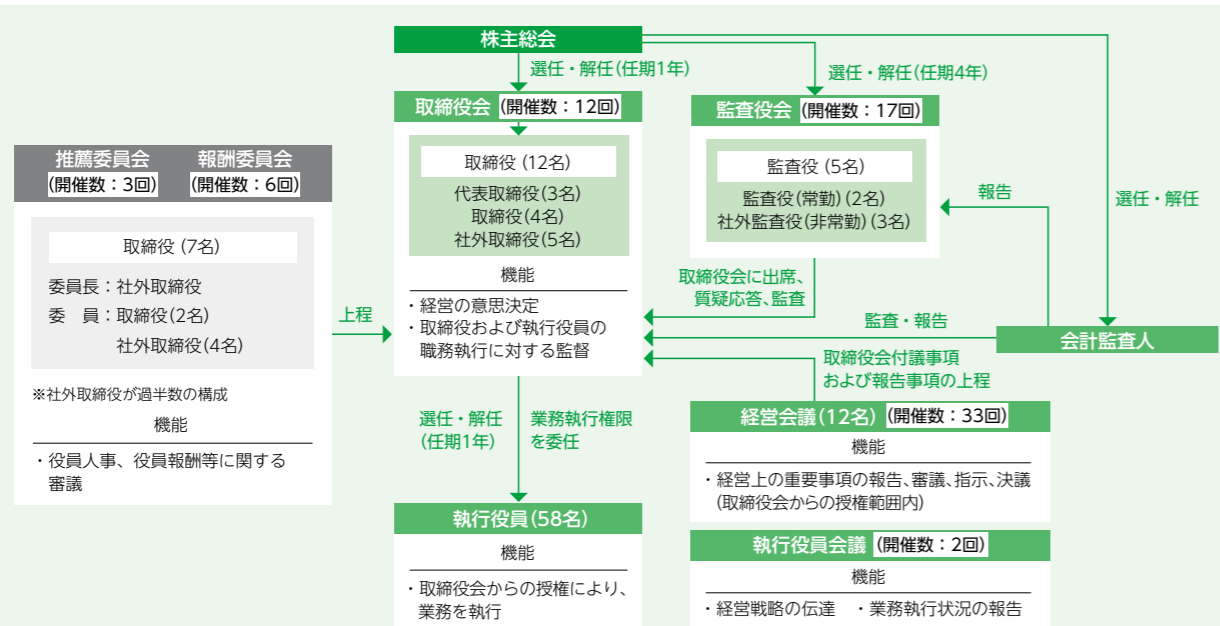 株主総会
選任・解任(任期1年)
選任・解任(任期4年)
取締役会 (開催数：12回)
取締役 (12名)
代表取締役(3名)
取締役(4名)
社外取締役(5名)
機能
・経営の意思決定
・取締役および執行役員の
職務執行に対する監督
監査役会 (開催数：17回)
監査役 (5名)
監査役(常勤) (2名)
社外監査役(非常勤) (3名)
報告
選任・解任
推薦委員会
(開催数：3回)
報酬委員会
(開催数：6回)
取締役 (7名)
委員長：社外取締役
委　員：取締役(2名)
社外取締役(4名)
※社外取締役が過半数の構成
機能
・役員人事、役員報酬等に関する
審議
上程
取締役会に出席、
質疑応答、監査
監査・報告
会計監査人
取締役会付議事項
および報告事項の上程
選任・解任
(任期1年)
業務執行権限
を委任
経営会議(12名) (開催数：33回)
機能
・経営上の重要事項の報告、審議、指示、決議
(取締役会からの授権範囲内)
執行役員(58名)
機能
・取締役会からの授権により、
業務を執行
執行役員会議 (開催数：2回)
機能
・経営戦略の伝達　・業務執行状況の報告